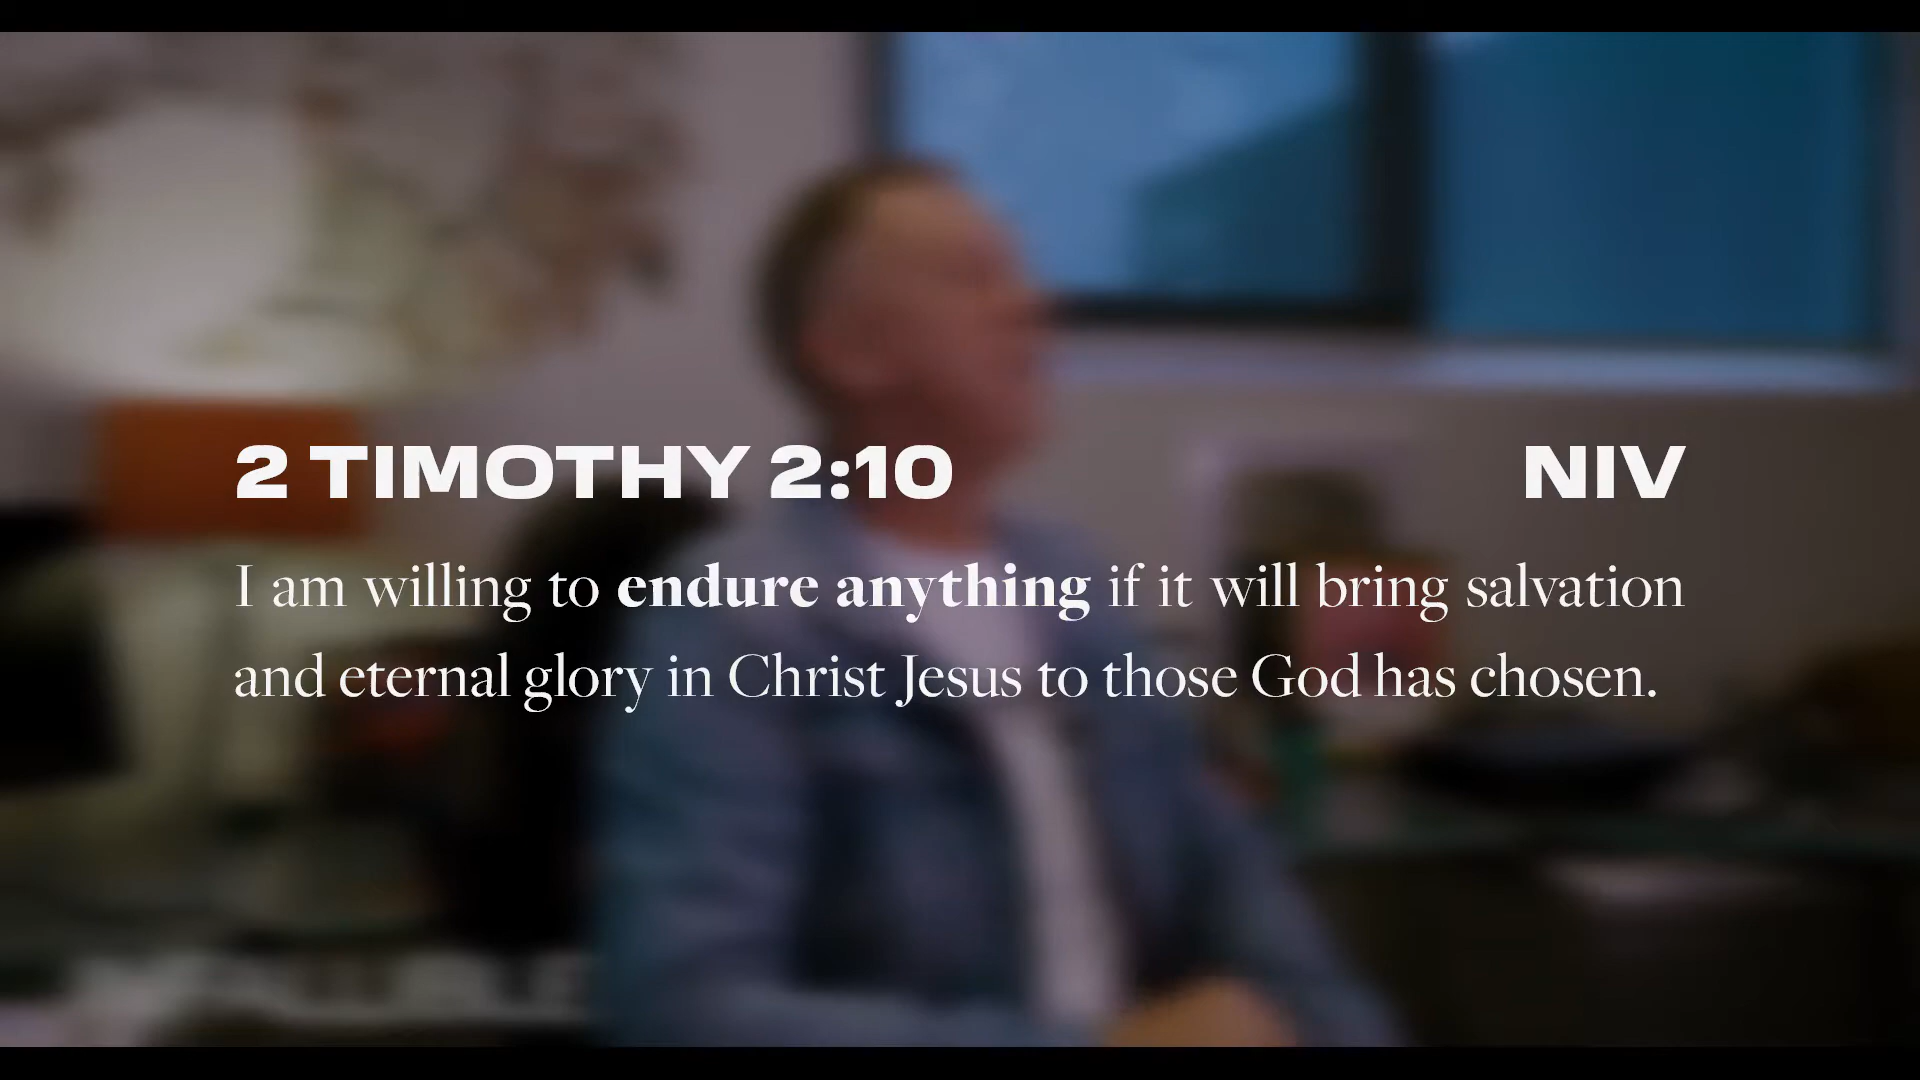 2 TIMOTHY 2:10 NIV
I am willing to endure anything if it will bring salvation
and eternal glory in Christ Jesus to those God has chosen.